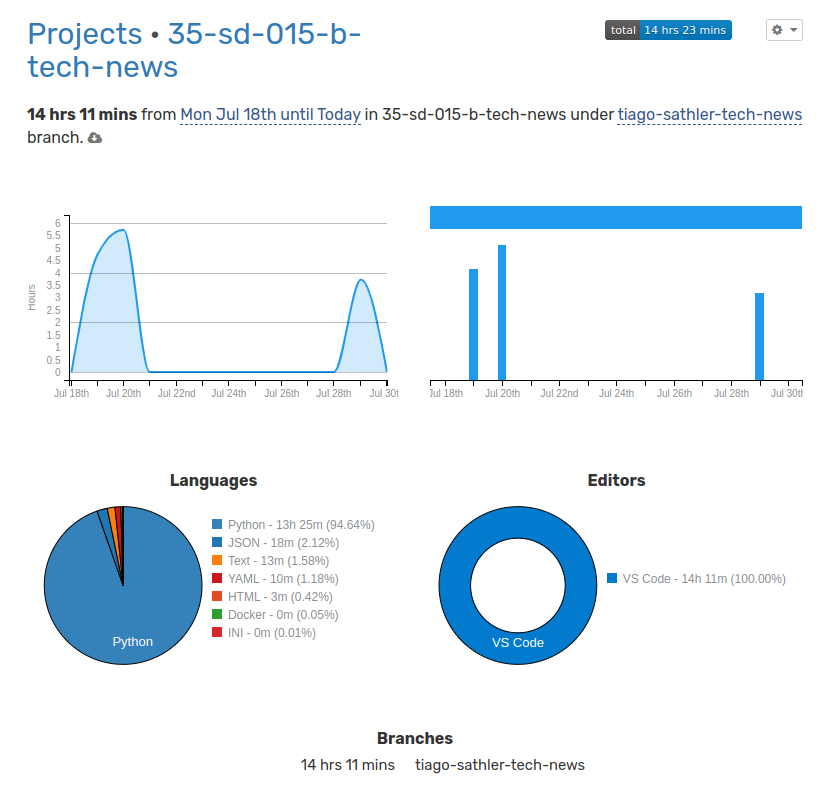 Projects • 35-sd-015-b-
tech-news
total 14 hrs 23 mins
14 hrs 11 mins from Mon Jul 18th until Today in 35-sd-015-b-tech-news under tiago-sathler-tech-news
branch.
Hours
6
5.5
5
4.5
4
3.5
3
2.5
2
1.5
1
0.5
0
Jul 18th Jul 20th Jul 22nd Jul 24th Jul 26th Jul 28th Jul 30t
Jul 18th Jul 20th Jul 22nd Jul 24th Jul 26th Jul 28th Jul 30th
Languages
Python
Python - 13h 25m (94.64%)
JSON - 18m (2.12%)
Text - 13m (1.58%)
YAML - 10m (1.18%)
HTML - 3m (0.42%)
Docker - 0m (0.05%)
INI - 0m (0.01%)
Editors
VS Code
VS Code - 14h 11m (100.00%)
Branches
14 hrs 11 mins tiago-sathler-tech-news